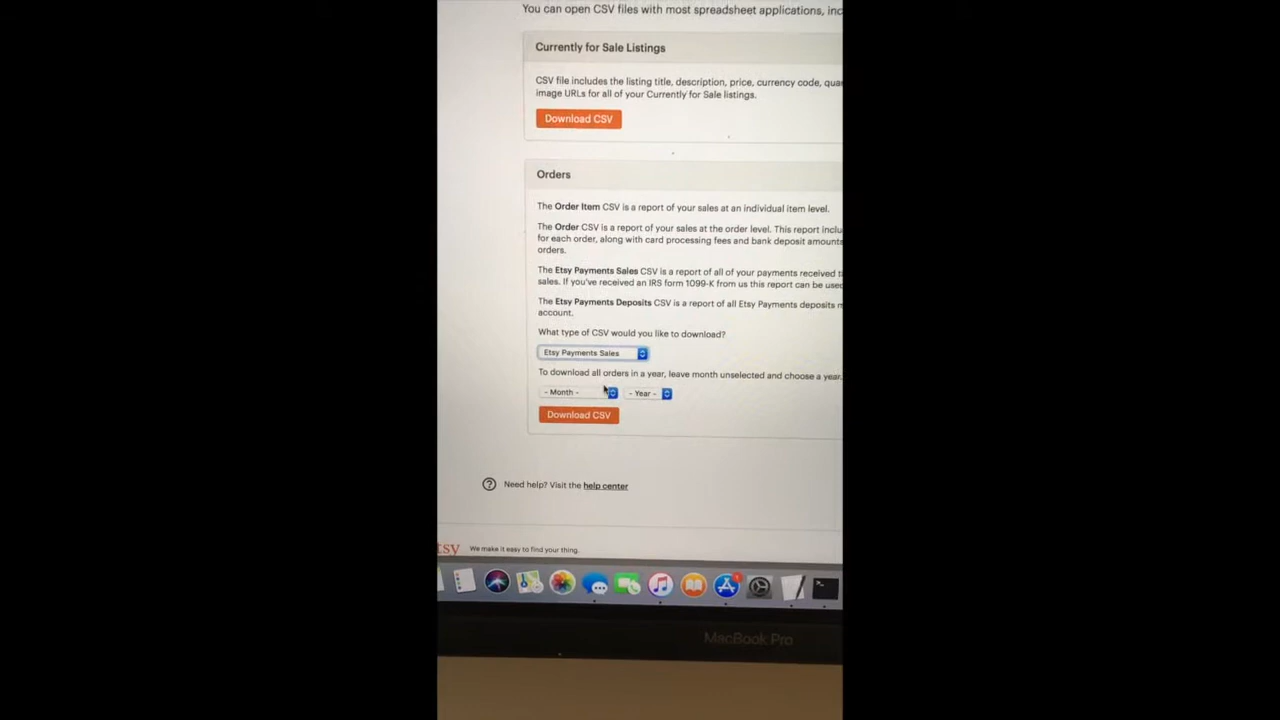 You can open CSV files with most spreadsheet applications, inc
Currently for Sale Listings
CSV file includes the listing title, description, price, currency code, qua
image URLs for all of your Currently for Sale listings.
Download CSV
Orders
The Order Item CSV is a report of your sales at an individual item level.
The Order CSV is a report of your sales at the order level. This report inclu
for each order, along with card processing fees and bank deposit amounts
orders.
The Etsy Payments Sales CSV is a report of all of your payments received t
sales. If you've received an IRS form 1099-K from us this report can be used
The Etsy Payments Deposits CSV is a report of all Etsy Payments deposits m
account.
What type of CSV would you like to download?
Etsy Payments Sales
To download all orders in a year, leave month unselected and choose a year.
- Month - - Year -
Download CSV
? Need help? Visit the help center
tsy We make it easy to find your thing.
MacBook Pro